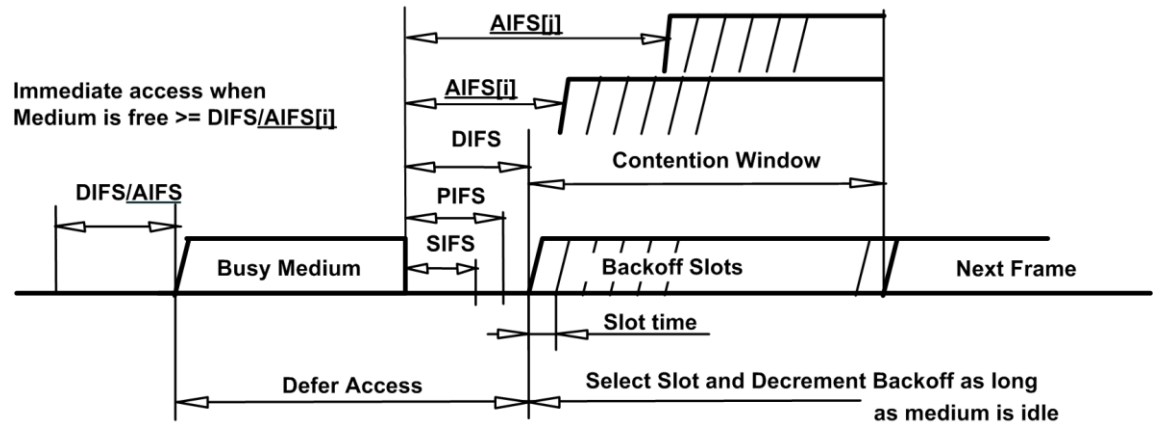 AIFS[j]
Immediate access when
Medium is free >= DIFS/AIFS[i]
AIFS[i]
DIFS
Contention Window
DIFS/AIFS
PIFS
SIFS
Busy Medium
Backoff Slots
Next Frame
Slot time
Defer Access
Select Slot and Decrement Backoff as long
as medium is idle